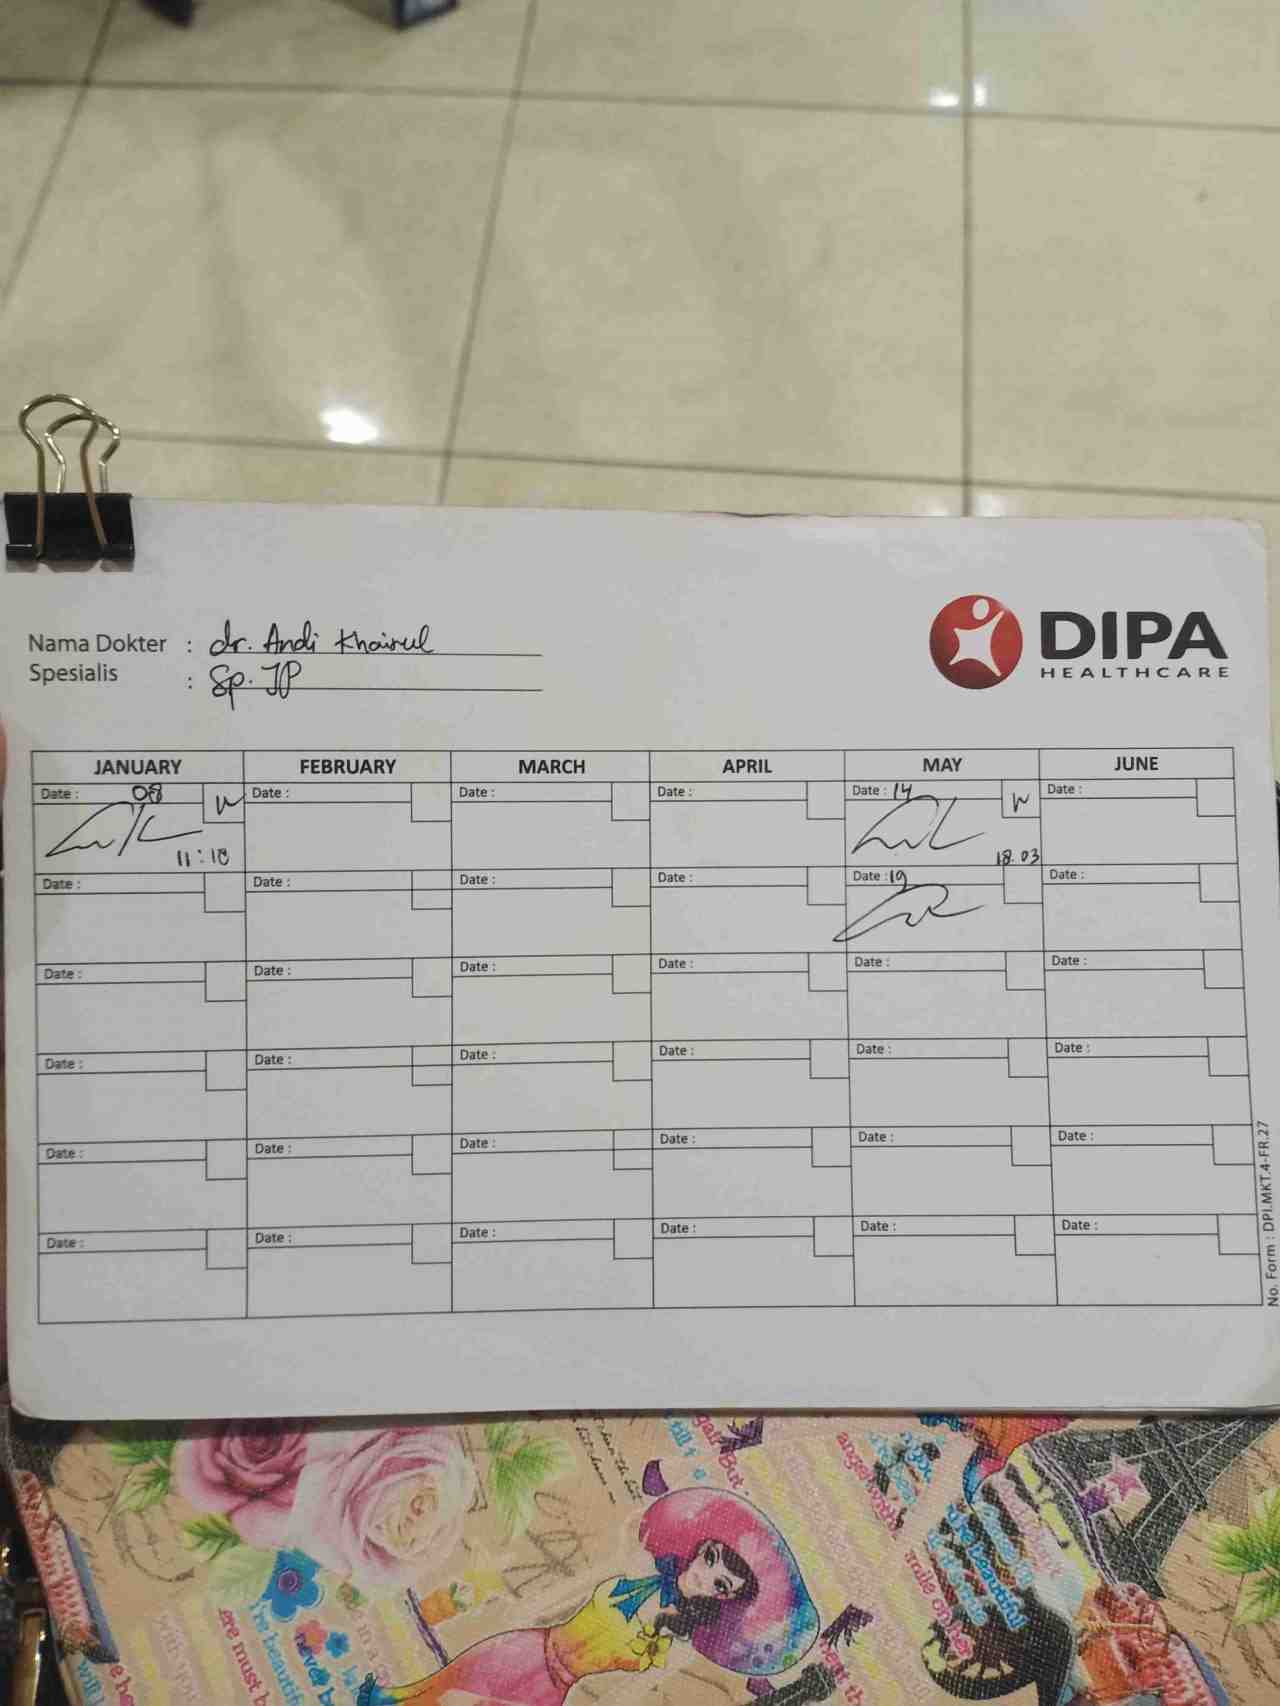 Nama Dokter : dr. Andi Khairul
Spesialis : Sp. JP
DIPA
HEALTHCARE
JANUARY FEBRUARY MARCH APRIL MAY JUNE
Date : 08 W Date : Date : Date : Date : 14 W Date :
11:18 18.03
Date : Date : Date : Date : Date : 19 Date :
Date : Date : Date : Date : Date : Date :
Date : Date : Date : Date : Date : Date :
Date : Date : Date : Date : Date : Date :
Date : Date : Date : Date : Date : Date :
No. Form : DPI.MKT.4-FR.27